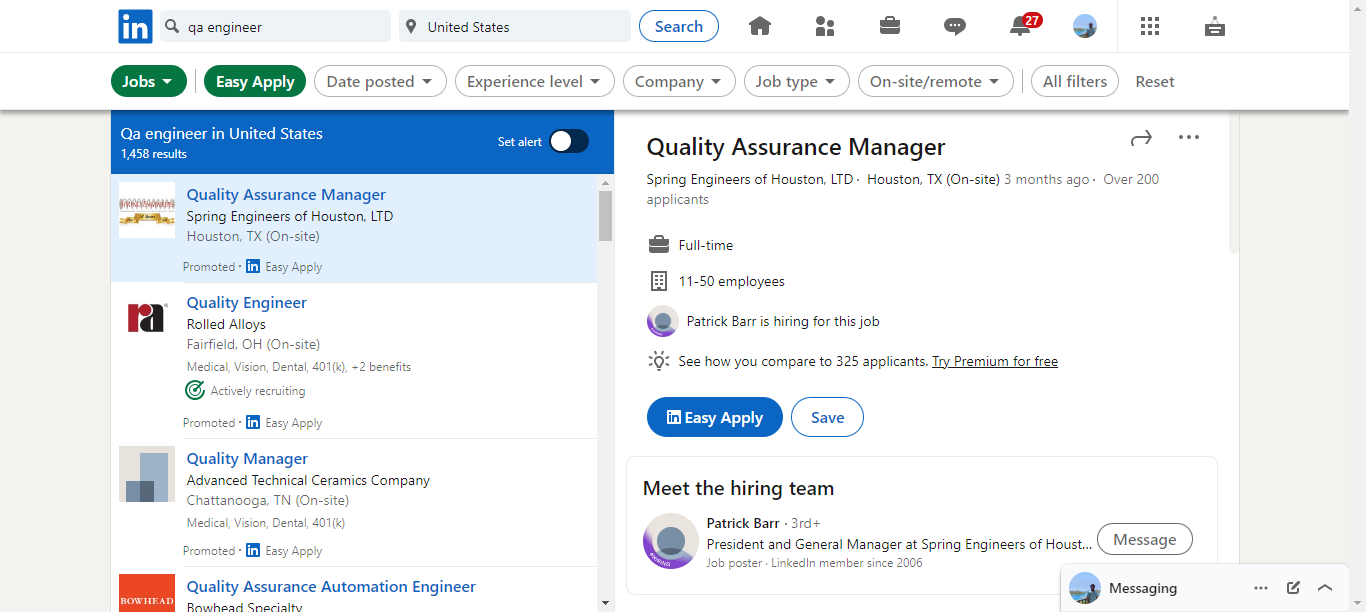 in
qa engineer
United States
Search
27
Jobs
Easy Apply
Date posted
Experience level
Company
Job type
On-site/remote
All filters
Reset
Qa engineer in United States
1,458 results
Set alert
Quality Assurance Manager
Spring Engineers of Houston, LTD
Houston, TX (On-site)
Promoted · in Easy Apply
ra
Quality Engineer
Rolled Alloys
Fairfield, OH (On-site)
Medical, Vision, Dental, 401(k), +2 benefits
Actively recruiting
Promoted · in Easy Apply
Quality Manager
Advanced Technical Ceramics Company
Chattanooga, TN (On-site)
Medical, Vision, Dental, 401(k)
Promoted · in Easy Apply
BOWHEAD
Quality Assurance Automation Engineer
Bowhead Specialty
Quality Assurance Manager
Spring Engineers of Houston, LTD · Houston, TX (On-site) 3 months ago · Over 200
applicants
Full-time
11-50 employees
Patrick Barr is hiring for this job
See how you compare to 325 applicants. Try Premium for free
in Easy Apply
Save
Meet the hiring team
Patrick Barr · 3rd+
President and General Manager at Spring Engineers of Houst...
Job poster · LinkedIn member since 2006
Message
Messaging